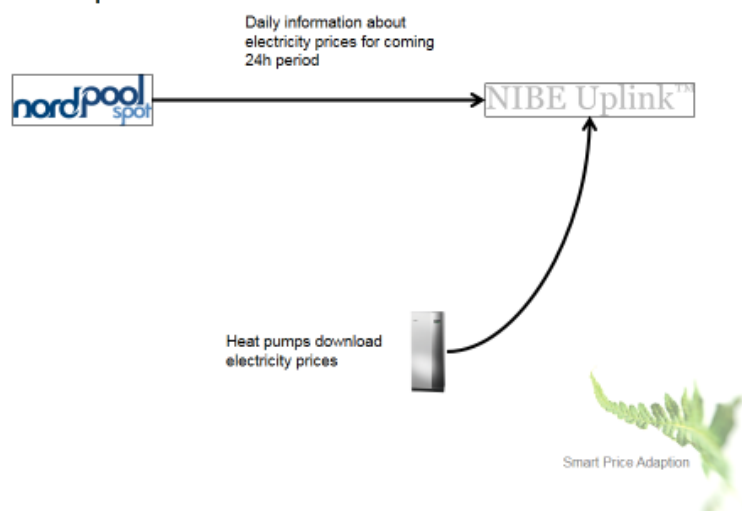 Daily information about
electricity prices for coming
24h period
nordpool
spot
NIBE Uplink™
Heat pumps download
electricity prices
Smart Price Adaption